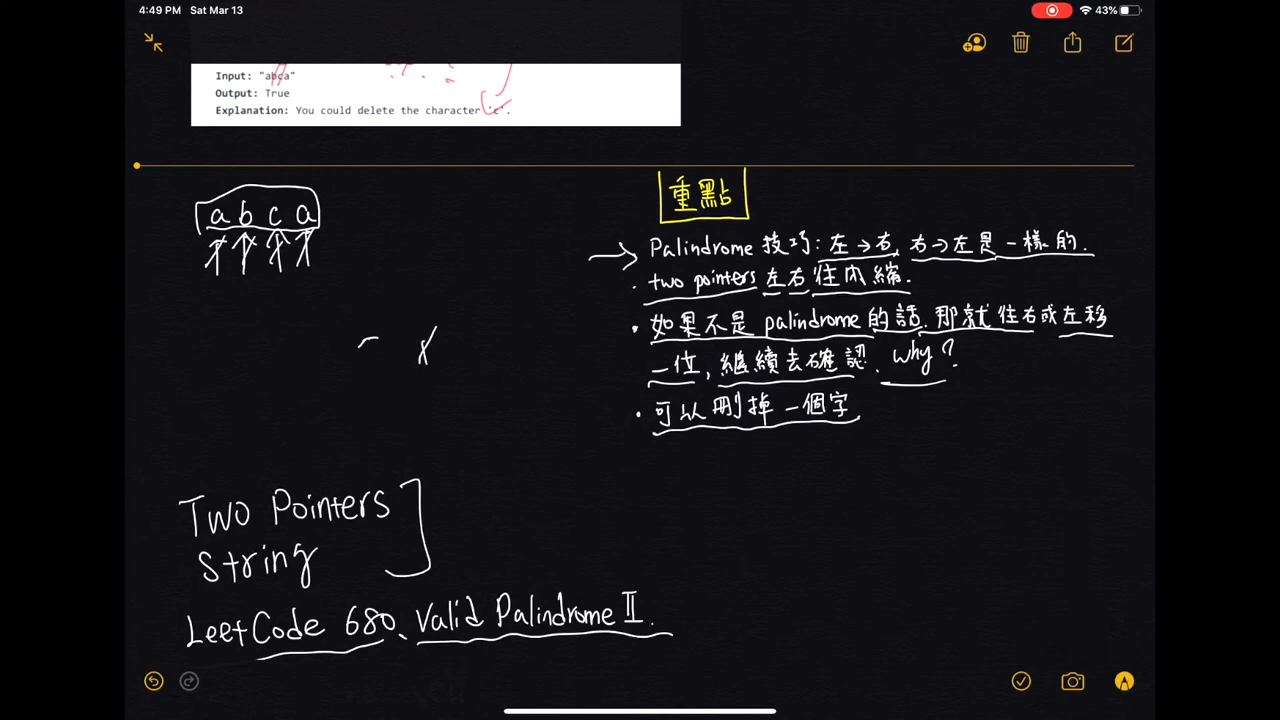 4:49 PM Sat Mar 13
43%
Input: "abca"
Output: True
Explanation: You could delete the character 'c'.
abca
重點
Palindrome 技巧: 左→右, 右→左是一樣的.
· two pointers 左右往內縮.
· 如果不是 palindrome 的話. 那就往右或左移
一位, 繼續去確認. why?
· 可以刪掉一個字
Two Pointers
String
LeetCode 680、Valid Palindrome II.